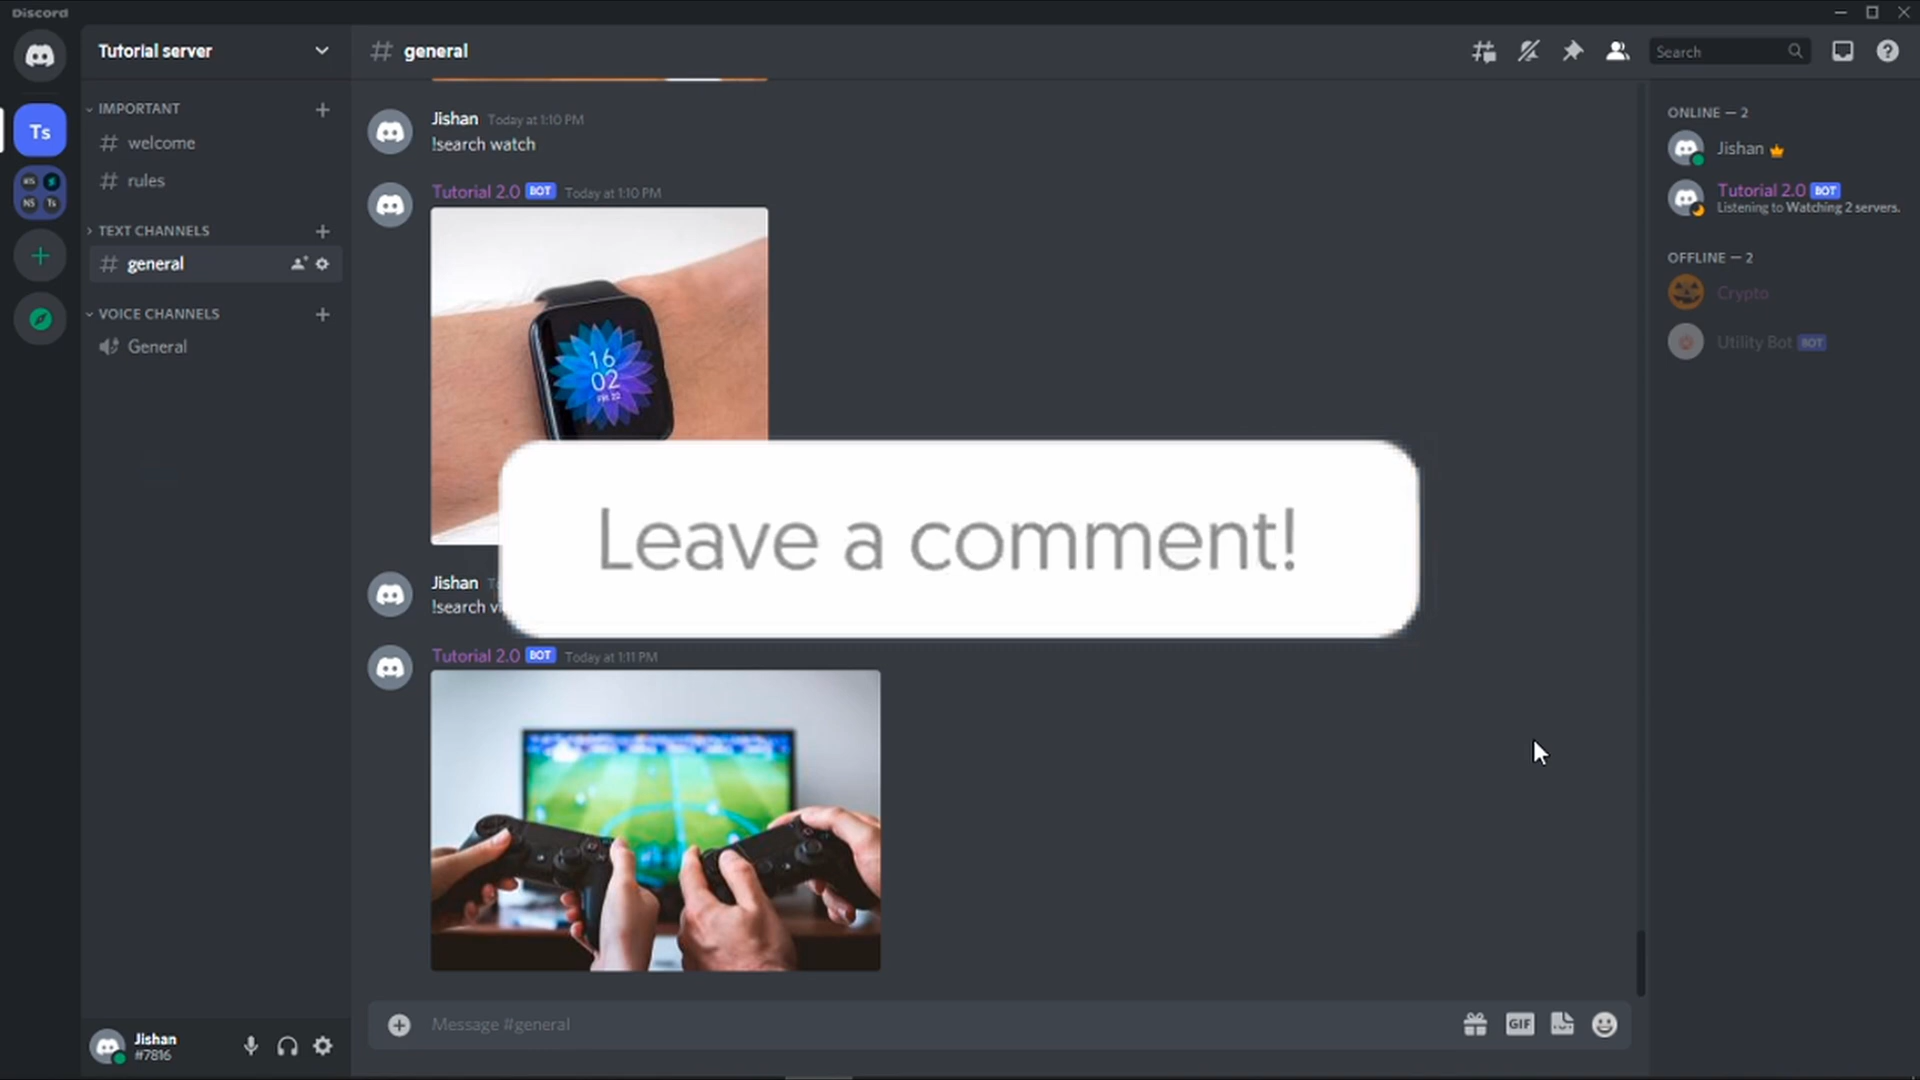 Discord
Tutorial server
general
Search
IMPORTANT
welcome
rules
TEXT CHANNELS
general
VOICE CHANNELS
General
Ts
NS Ts
Jishan Today at 1:10 PM
!search watch
Tutorial 2.0 BOT Today at 1:10 PM
16
02
Leave a comment!
Jishan
!search
Tutorial 2.0 BOT Today at 1:11 PM
Message #general
GIF
Jishan
#7816
ONLINE — 2
Jishan
Tutorial 2.0 BOT
Listening to Watching 2 servers.
OFFLINE — 2
Crypto
Utility Bot BOT